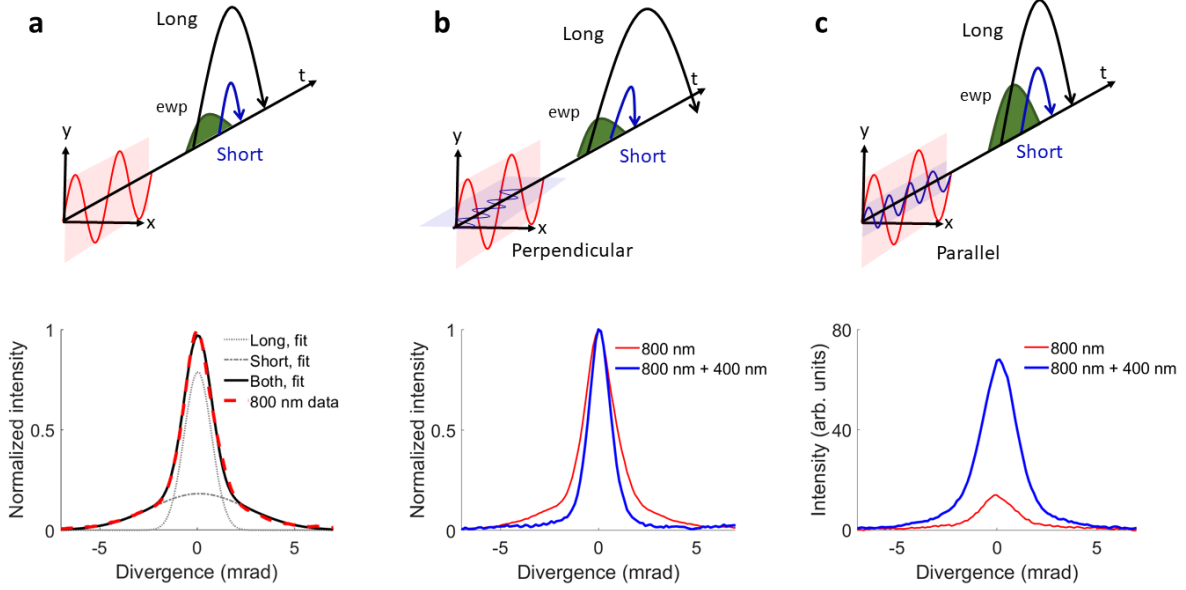 a
Long
t
ewp
y
Short
x
b
Long
t
ewp
y
Short
x
Perpendicular
c
Long
t
ewp
y
Short
x
Parallel
1
0.5
0
Normalized intensity
Long, fit
Short, fit
Both, fit
800 nm data
-5
0
5
Divergence (mrad)
1
0.5
0
Normalized intensity
800 nm
800 nm + 400 nm
-5
0
5
Divergence (mrad)
80
40
0
Intensity (arb. units)
800 nm
800 nm + 400 nm
-5
0
5
Divergence (mrad)